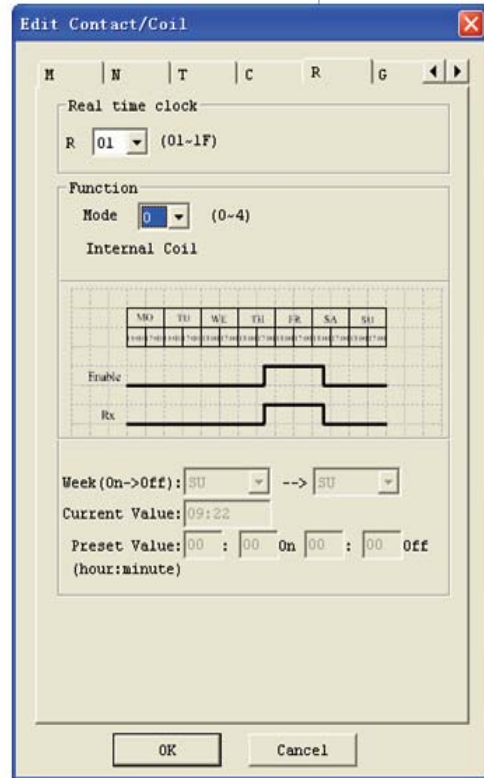 Edit Contact/Coil
M N T C R G
Real time clock
R 01 (01~1F)
Function
Mode 0 (0~4)
Internal Coil
MO TU WE TH FR SA SU
Enable
Rx
Week(On->Off): SU --> SU
Current Value: 09:22
Preset Value: 00 : 00 On 00 : 00 Off
(hour:minute)
OK Cancel